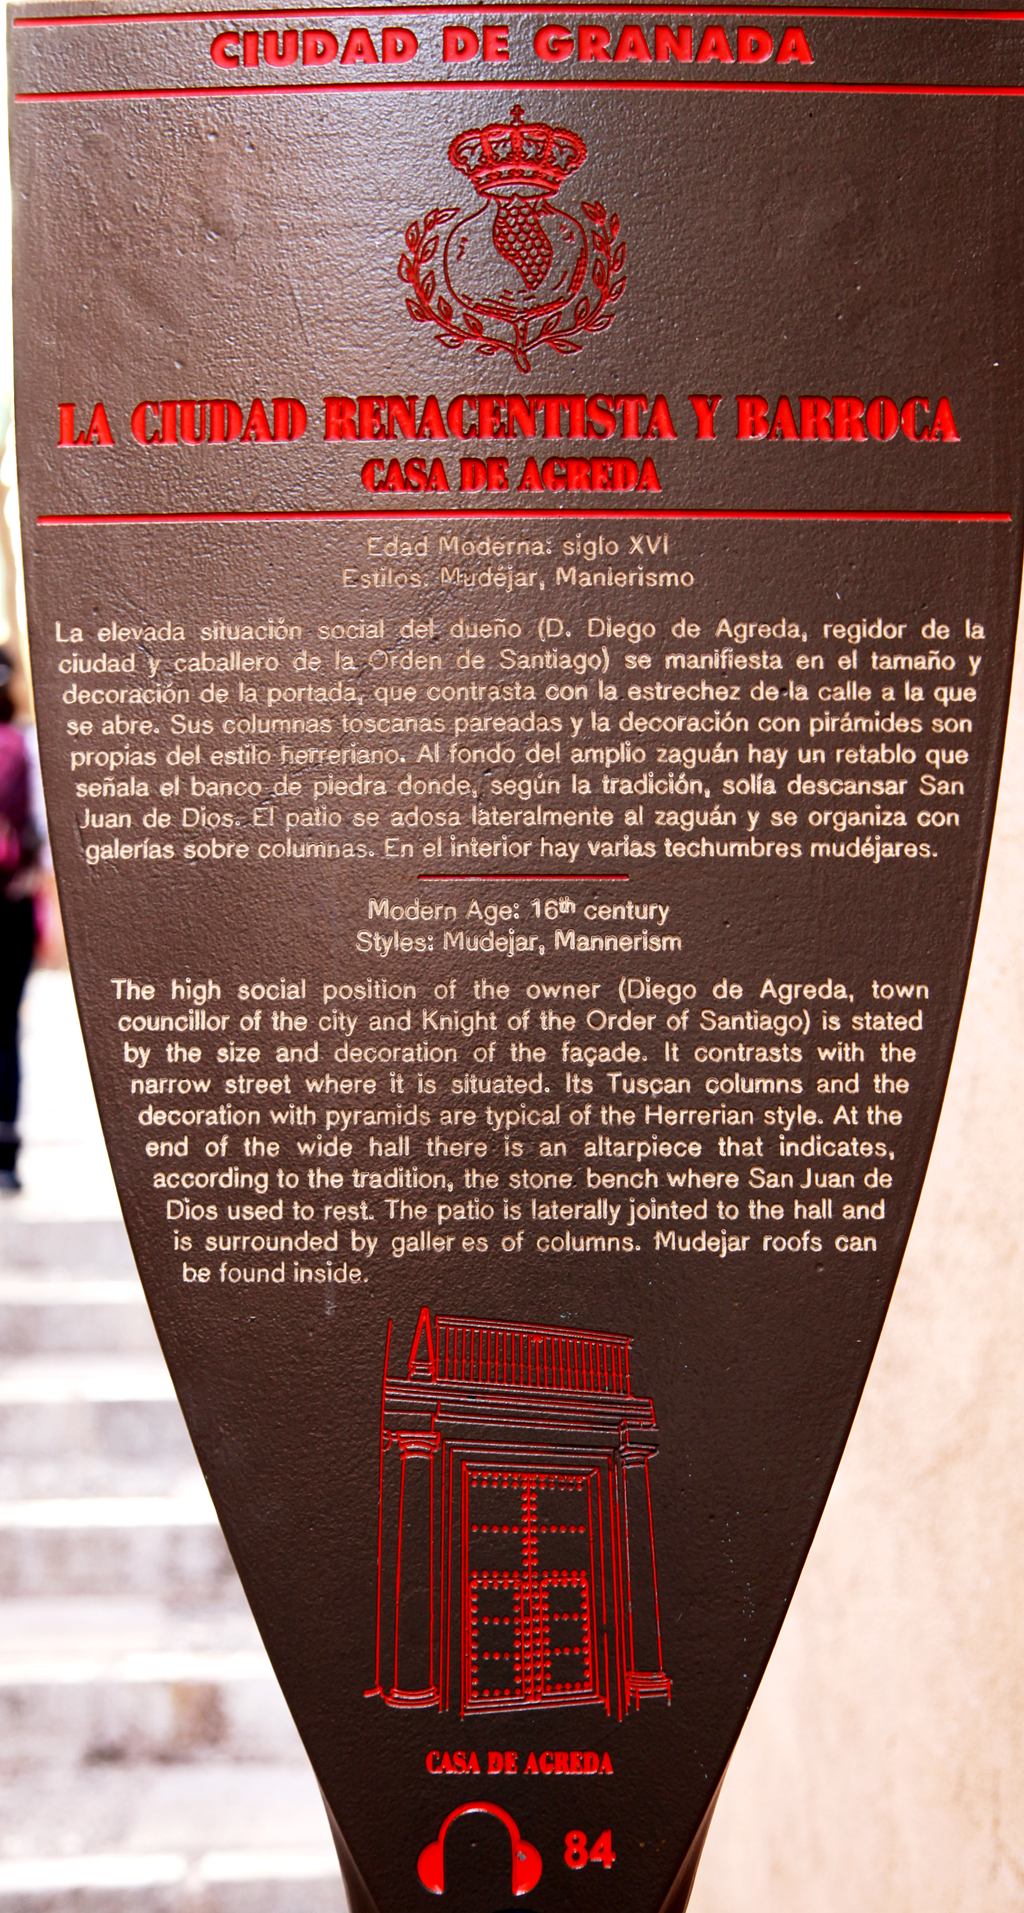 CIUDAD DE GRANADA
LA CIUDAD RENACENTISTA Y BARROCA
CASA DE AGREDA
Edad Moderna: siglo XVI
Estilos: Mudéjar, Manierismo
La elevada situación social del dueño (D. Diego de Agreda, regidor de la
ciudad y caballero de la Orden de Santiago) se manifiesta en el tamaño y
decoración de la portada, que contrasta con la estrechez de la calle a la que
se abre. Sus columnas toscanas pareadas y la decoración con pirámides son
propias del estilo herreriano. Al fondo del amplio zaguán hay un retablo que
señala el banco de piedra donde, según la tradición, solía descansar San
Juan de Dios. El patio se adosa lateralmente al zaguán y se organiza con
galerías sobre columnas. En el interior hay varias techumbres mudéjares.
Modern Age: 16th century
Styles: Mudejar, Mannerism
The high social position of the owner (Diego de Agreda, town
councillor of the city and Knight of the Order of Santiago) is stated
by the size and decoration of the façade. It contrasts with the
narrow street where it is situated. Its Tuscan columns and the
decoration with pyramids are typical of the Herrerian style. At the
end of the wide hall there is an altarpiece that indicates,
according to the tradition, the stone bench where San Juan de
Dios used to rest. The patio is laterally jointed to the hall and
is surrounded by galler es of columns. Mudejar roofs can
be found inside.
CASA DE AGREDA
84